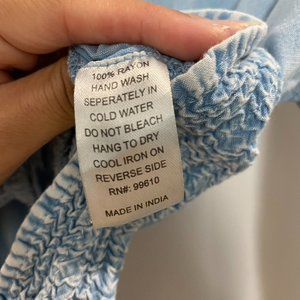 100% RAYON
HAND WASH
SEPERATELY IN
COLD WATER
DO NOT BLEACH
HANG TO DRY
COOL IRON ON
REVERSE SIDE
RN#: 99610
MADE IN INDIA